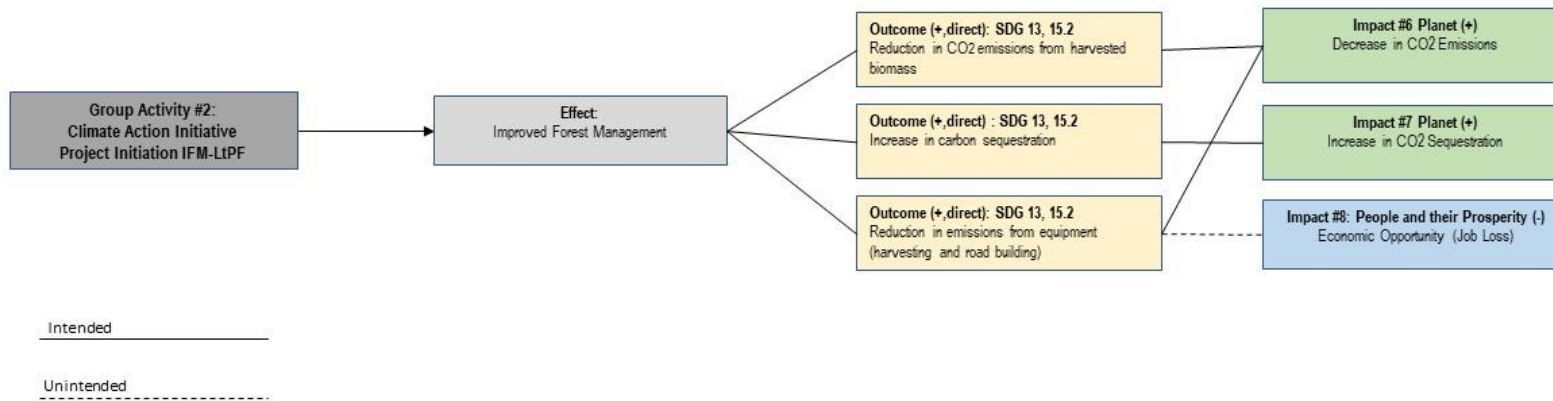 Group Activity #2:
Climate Action Initiative
Project Initiation IFM-LtPF
Effect:
Improved Forest Management
Outcome (+,direct): SDG 13, 15.2
Reduction in CO2 emissions from harvested
biomass
Outcome (+,direct) : SDG 13, 15.2
Increase in carbon sequestration
Outcome (+,direct): SDG 13, 15.2
Reduction in emissions from equipment
(harvesting and road building)
Impact #6 Planet (+)
Decrease in CO2 Emissions
Impact #7 Planet (+)
Increase in CO2 Sequestration
Impact #8: People and their Prosperity (-)
Economic Opportunity (Job Loss)
Intended
Unintended